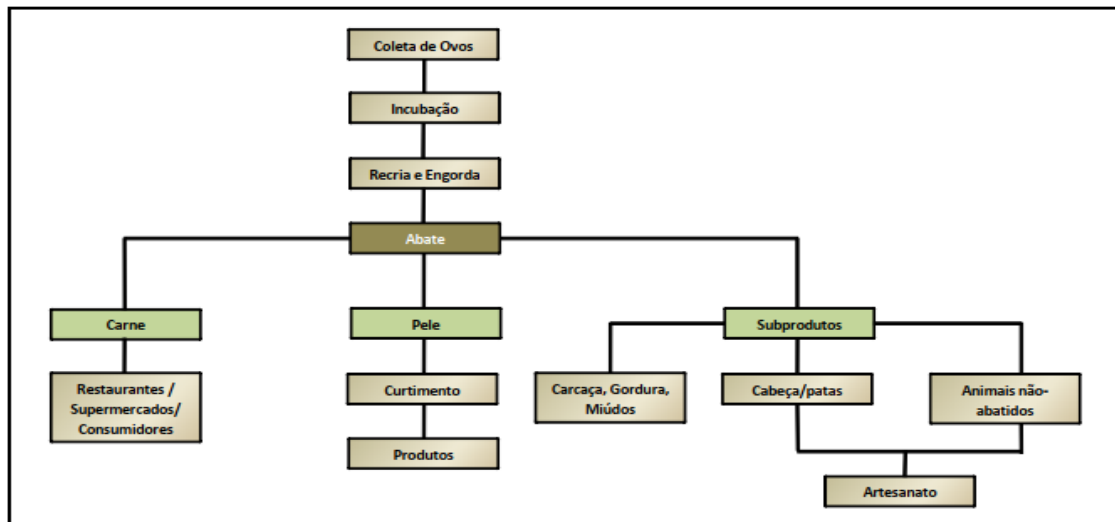 Coleta de Ovos
Incubação
Recria e Engorda
Abate
Carne
Pele
Subprodutos
Restaurantes /
Supermercados/
Consumidores
Curtimento
Carcaça, Gordura,
Miúdos
Cabeça/patas
Animais não-
abatidos
Produtos
Artesanato